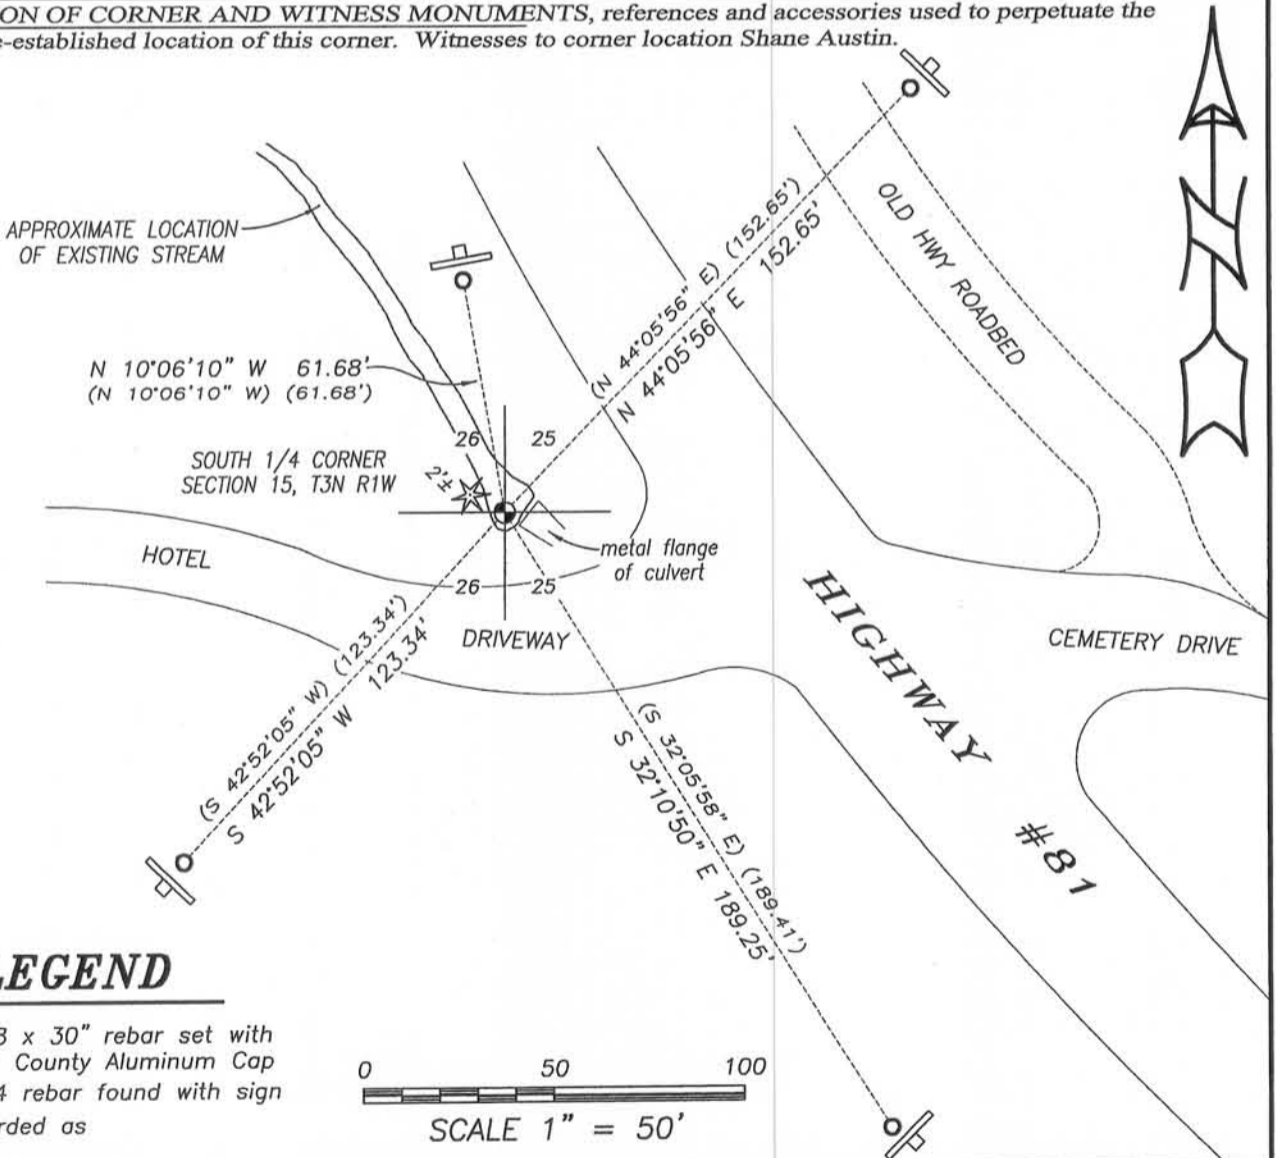 ON OF CORNER AND WITNESS MONUMENTS, references and accessories used to perpetuate the
-established location of this corner. Witnesses to corner location Shane Austin.
N
APPROXIMATE LOCATION
OF EXISTING STREAM
OLD HWY ROADBED
(N 44°05'56" E) (152.65')
N 44°05'56" E 152.65'
N 10°06'10" W 61.68'
(N 10°06'10" W) (61.68')
26 25
SOUTH 1/4 CORNER
SECTION 15, T3N R1W
2'±
HOTEL
metal flange
of culvert
26 25
DRIVEWAY
HIGHWAY #81
CEMETERY DRIVE
(S 42°52'05" W) (123.34')
S 42°52'05" W 123.34'
(S 32°05'58" E) (189.41')
S 32°10'50" E 189.25'
LEGEND
x 30" rebar set with
County Aluminum Cap
4 rebar found with sign
rded as
0 50 100
SCALE 1" = 50'